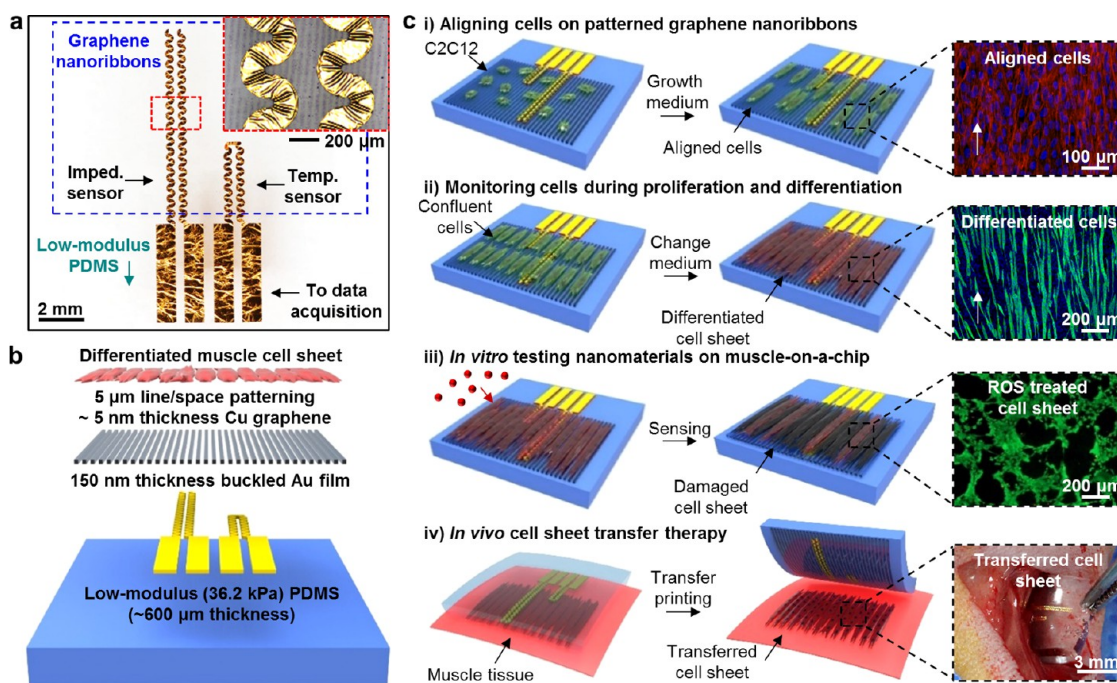 a
Graphene
nanoribbons
200 μm
Imped.
sensor
Temp.
sensor
Low-modulus
PDMS
To data
acquisition
2 mm
b
Differentiated muscle cell sheet
5 μm line/space patterning
~ 5 nm thickness Cu graphene
150 nm thickness buckled Au film
Low-modulus (36.2 kPa) PDMS
(~600 μm thickness)
c
i) Aligning cells on patterned graphene nanoribbons
C2C12
Growth
medium
Aligned cells
Aligned cells
100 μm
ii) Monitoring cells during proliferation and differentiation
Confluent
cells
Change
medium
Differentiated
cell sheet
Differentiated cells
200 μm
iii) In vitro testing nanomaterials on muscle-on-a-chip
Sensing
Damaged
cell sheet
ROS treated
cell sheet
200 μm
iv) In vivo cell sheet transfer therapy
Transfer
printing
Muscle tissue
Transferred
cell sheet
Transferred cell
sheet
3 mm